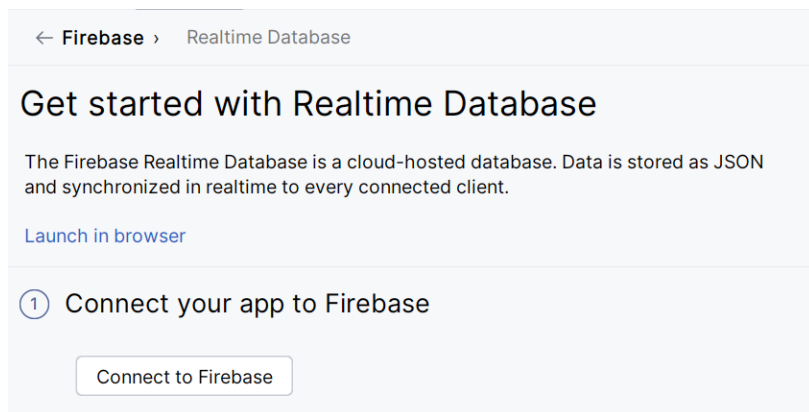 ← Firebase › Realtime Database
Get started with Realtime Database
The Firebase Realtime Database is a cloud-hosted database. Data is stored as JSON
and synchronized in realtime to every connected client.
Launch in browser
1 Connect your app to Firebase
Connect to Firebase